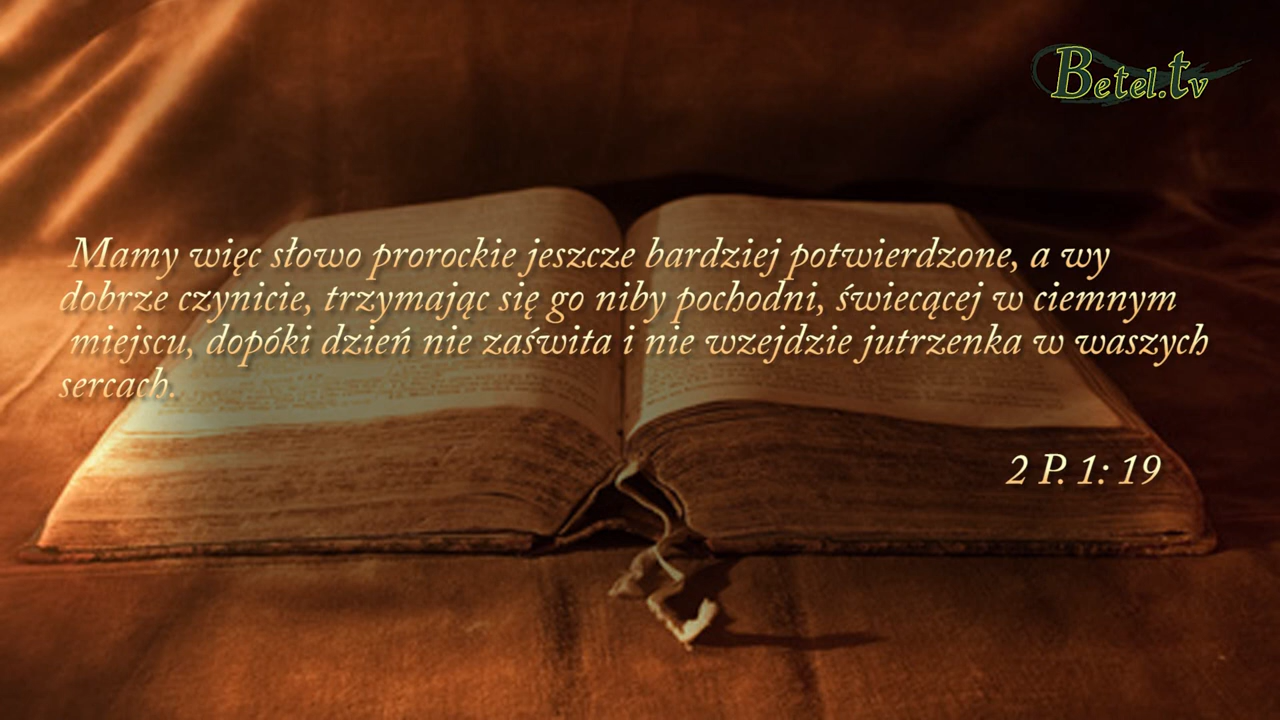 Betel.tv
Mamy więc słowo prorockie jeszcze bardziej potwierdzone, a wy
dobrze czynicie, trzymając się go niby pochodni, świecącej w ciemnym
miejscu, dopóki dzień nie zaświta i nie wzejdzie jutrzenka w waszych
sercach.
2 P. 1: 19